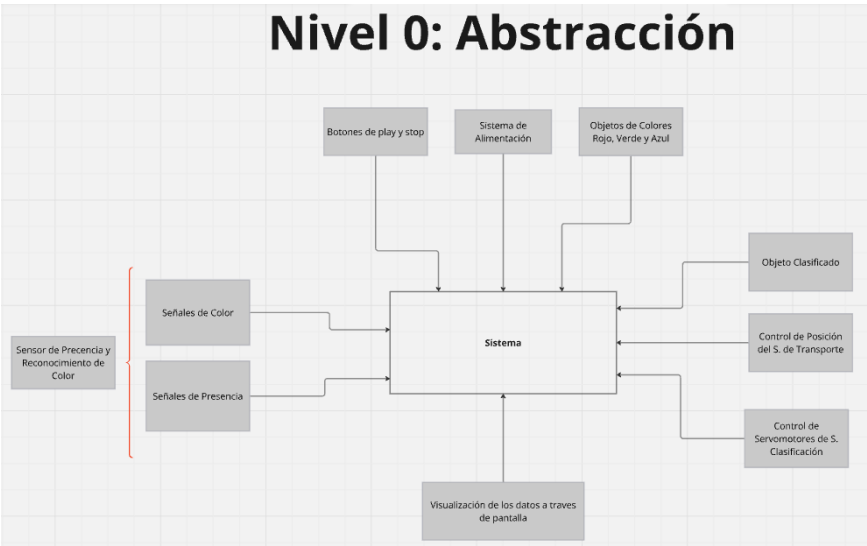 Nivel 0: Abstracción
Botones de play y stop
Sistema de
Alimentación
Objetos de Colores
Rojo, Verde y Azul
Objeto Clasificado
Señales de Color
Sensor de Precencia y
Reconocimiento de
Color
Señales de Presencia
Sistema
Control de Posición
del S. de Transporte
Control de
Servomotores de S.
Clasificación
Visualización de los datos a traves
de pantalla